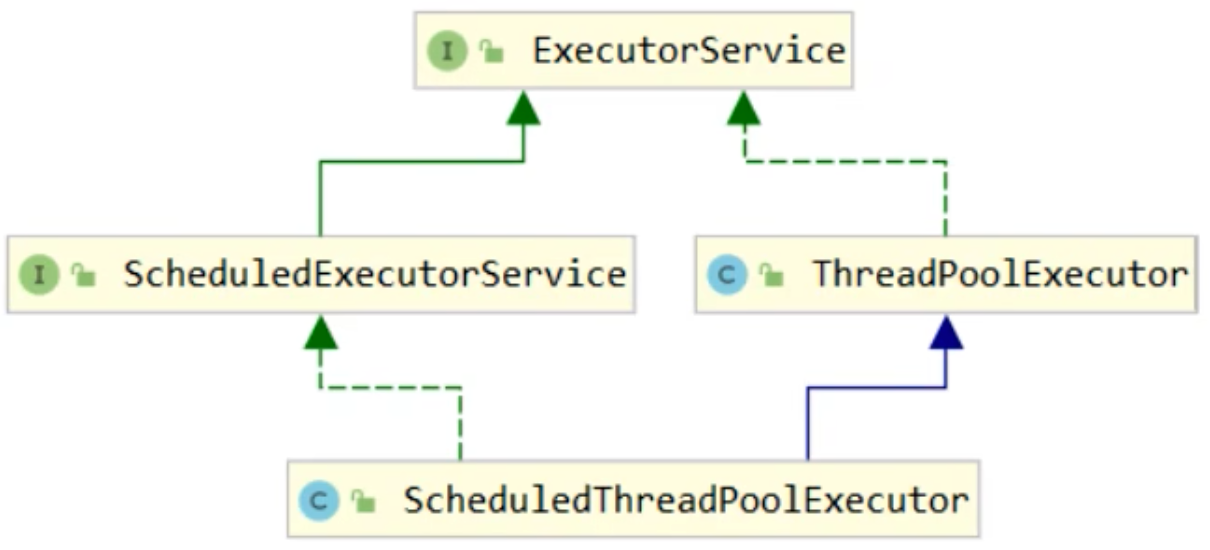 I ExecutorService
I ScheduledExecutorService
C ThreadPoolExecutor
C ScheduledThreadPoolExecutor